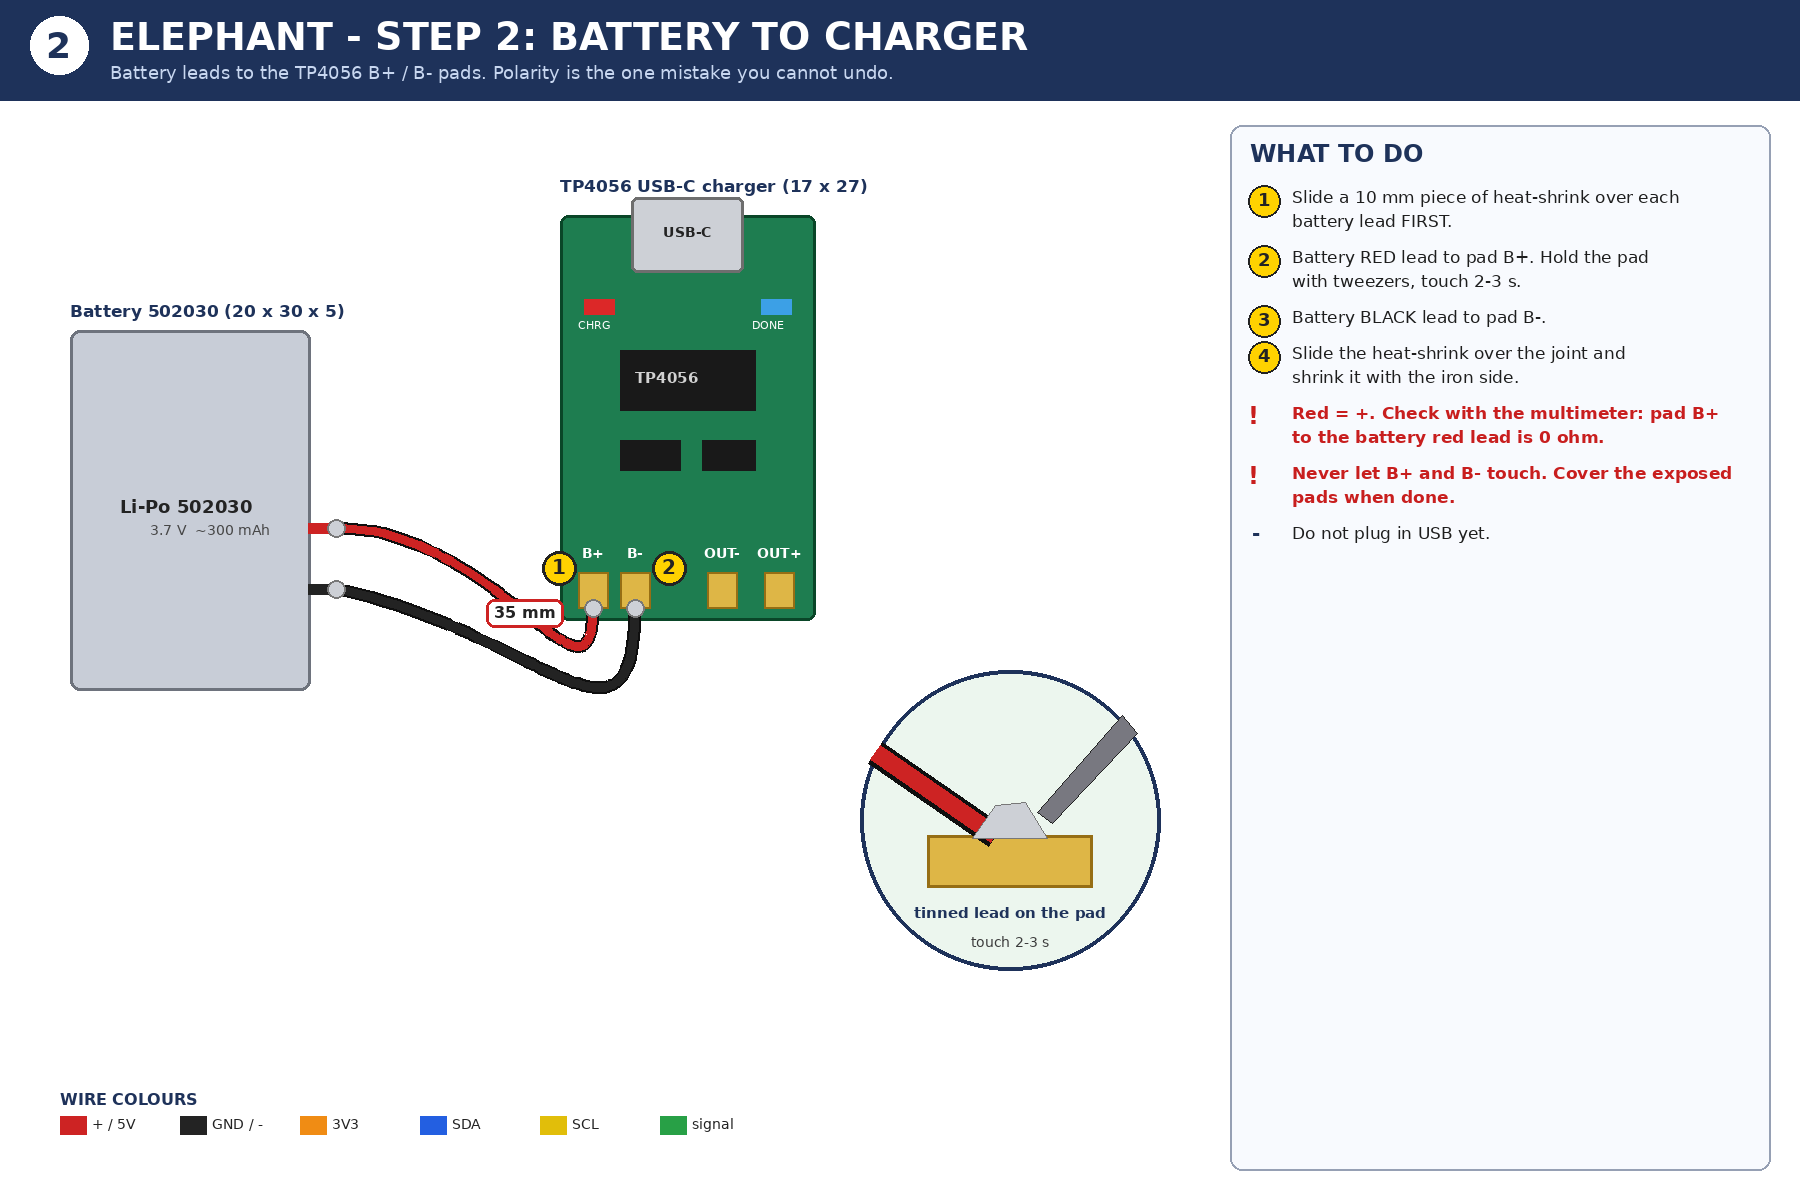 2
ELEPHANT - STEP 2: BATTERY TO CHARGER
Battery leads to the TP4056 B+ / B- pads. Polarity is the one mistake you cannot undo.
TP4056 USB-C charger (17 x 27)
USB-C
CHRG
DONE
TP4056
Battery 502030 (20 x 30 x 5)
Li-Po 502030
3.7 V ~300 mAh
1
B+
B-
2
OUT-
OUT+
35 mm
tinned lead on the pad
touch 2-3 s
WHAT TO DO
1 Slide a 10 mm piece of heat-shrink over each
battery lead FIRST.
2 Battery RED lead to pad B+. Hold the pad
with tweezers, touch 2-3 s.
3 Battery BLACK lead to pad B-.
4 Slide the heat-shrink over the joint and
shrink it with the iron side.
! Red = +. Check with the multimeter: pad B+
to the battery red lead is 0 ohm.
! Never let B+ and B- touch. Cover the exposed
pads when done.
- Do not plug in USB yet.
WIRE COLOURS
+ / 5V
GND / -
3V3
SDA
SCL
signal